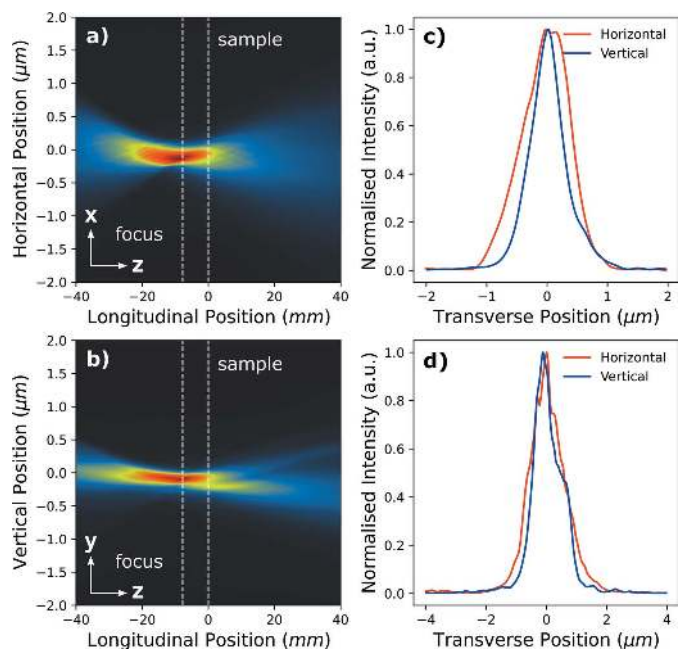 a)
sample
focus
x
z
2.0
1.5
1.0
0.5
0.0
−0.5
−1.0
−1.5
−2.0
Horizontal Position (μm)
−40 −20 0 20 40
Longitudinal Position (mm)
c)
Horizontal
Vertical
1.0
0.8
0.6
0.4
0.2
0.0
Normalised Intensity (a.u.)
−2 −1 0 1 2
Transverse Position (μm)
b)
sample
focus
y
z
2.0
1.5
1.0
0.5
0.0
−0.5
−1.0
−1.5
−2.0
Vertical Position (μm)
−40 −20 0 20 40
Longitudinal Position (mm)
d)
Horizontal
Vertical
1.0
0.8
0.6
0.4
0.2
0.0
Normalised Intensity (a.u.)
−4 −2 0 2 4
Transverse Position (μm)